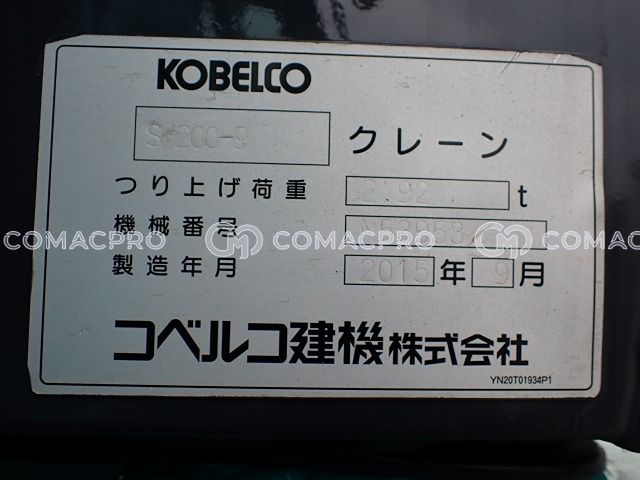 KOBELCO
SK200-9 クレーン
つり上げ荷重 2.92 t
機械番号
COMACPRO COMACPRO COMACPRO
製造年月 2015 年 9 月
コベルコ建機株式会社
YN20T01934P1